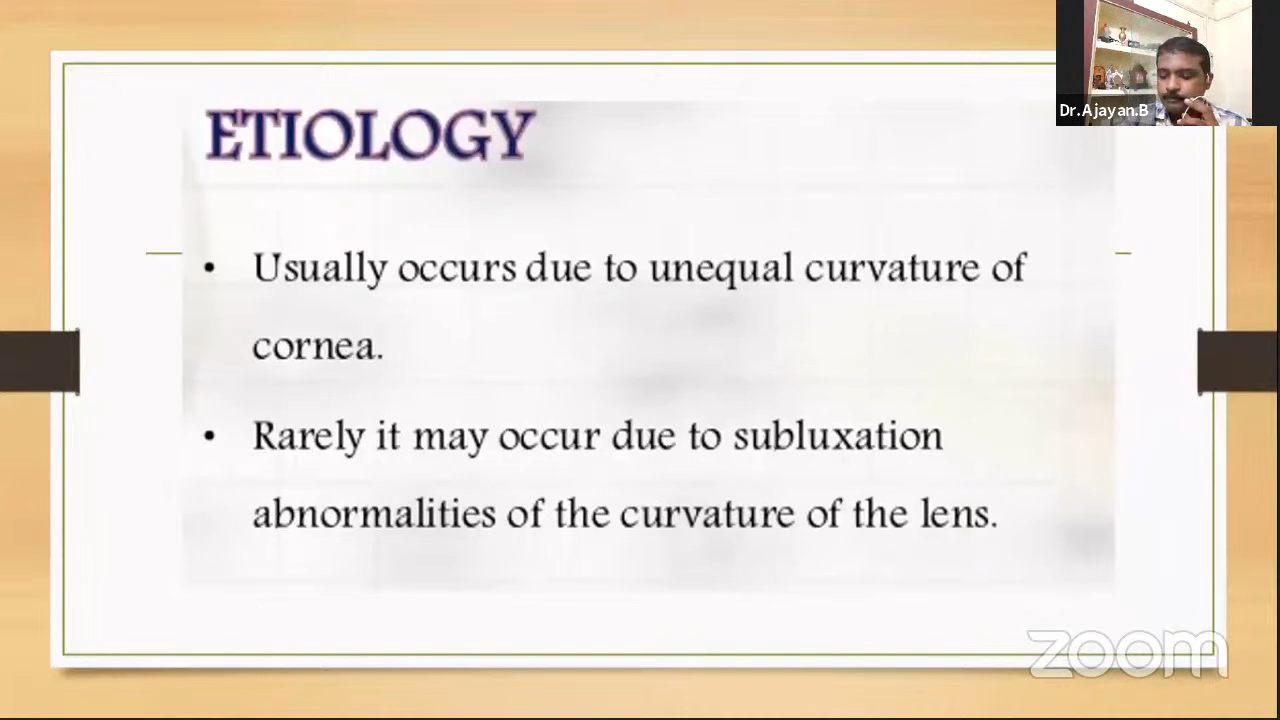 Dr.Ajayan.B
ETIOLOGY
• Usually occurs due to unequal curvature of
cornea.
• Rarely it may occur due to subluxation
abnormalities of the curvature of the lens.
zoom